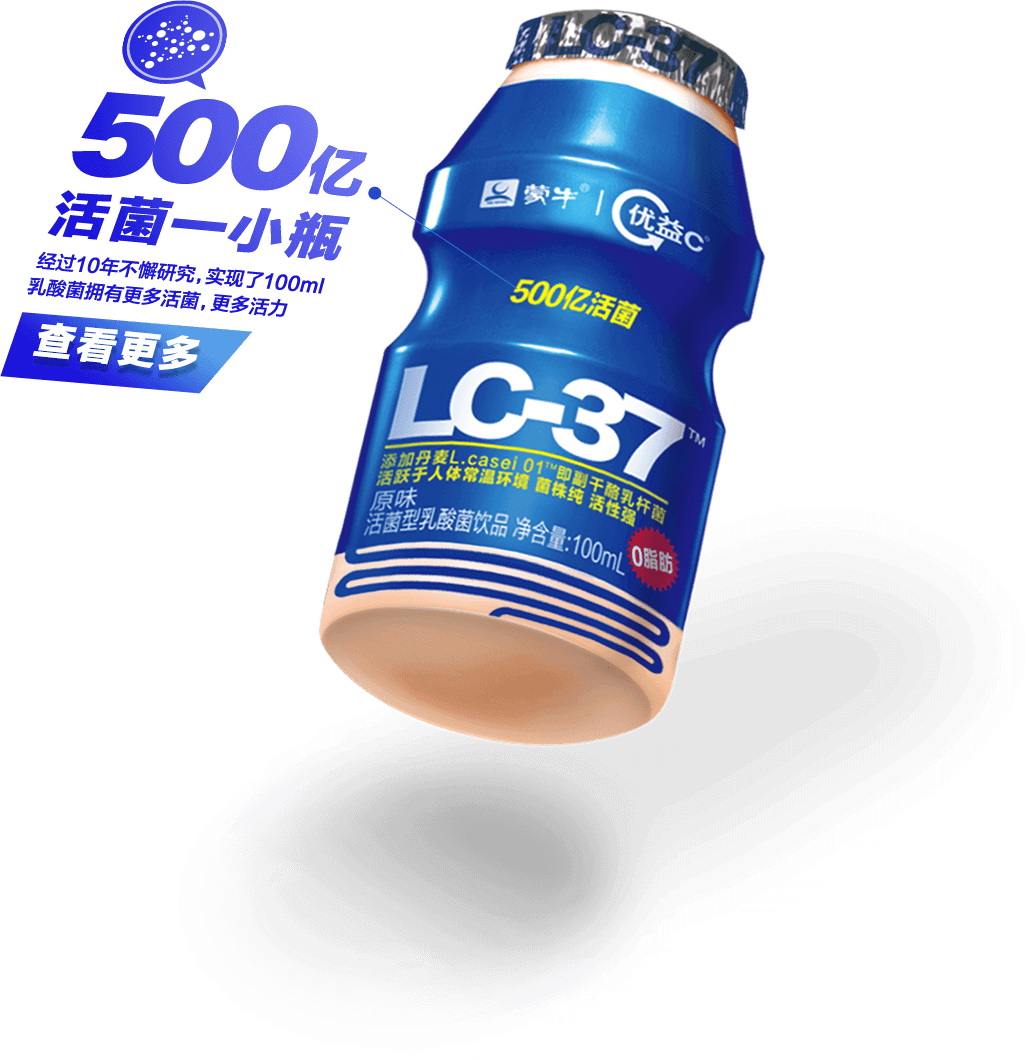 500亿
活菌一小瓶
经过10年不懈研究,实现了100ml
乳酸菌拥有更多活菌,更多活力
查看更多
LC-37
蒙牛® | 优益C®
500亿活菌
LC-37™
添加丹麦L.casei 01™即副干酪乳杆菌
活跃于人体常温环境 菌株纯 活性强
原味
活菌型乳酸菌饮品 净含量:100mL
0脂肪